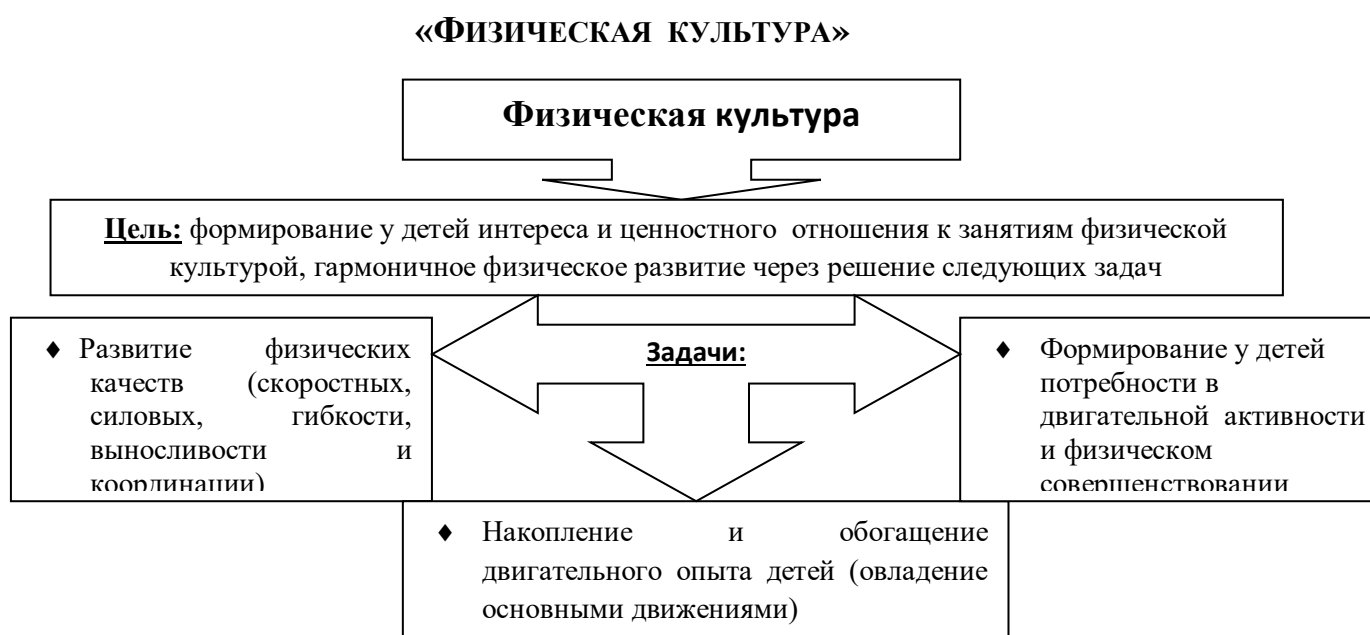 «ФИЗИЧЕСКАЯ КУЛЬТУРА»
Физическая культура
Цель: формирование у детей интереса и ценностного отношения к занятиям физической
культурой, гармоничное физическое развитие через решение следующих задач
Задачи:
♦ Развитие физических
качеств (скоростных,
силовых, гибкости,
выносливости и
координации)
♦ Формирование у детей
потребности в
двигательной активности
и физическом
совершенствовании
♦ Накопление и обогащение
двигательного опыта детей (овладение
основными движениями)